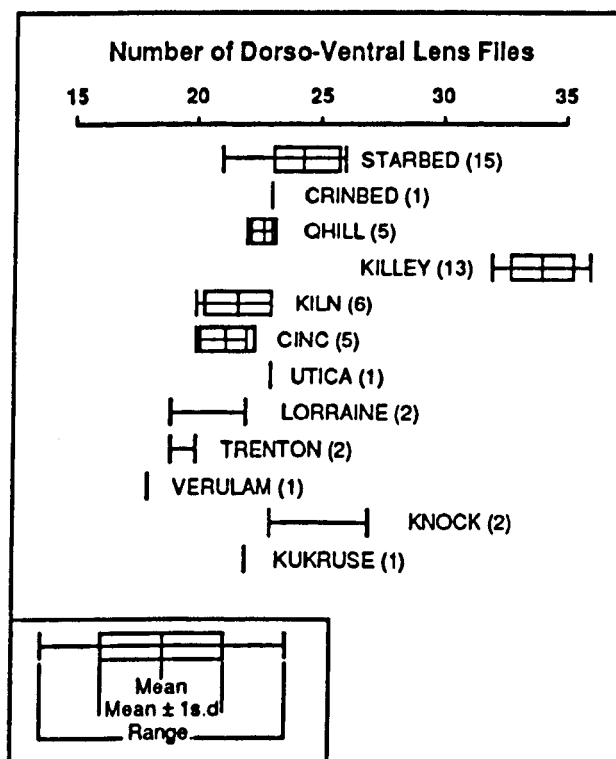 Number of Dorso-Ventral Lens Files
15 20 25 30 35
STARBED (15)
CRINBED (1)
QHILL (5)
KILLEY (13)
KILN (6)
CINC (5)
UTICA (1)
LORRAINE (2)
TRENTON (2)
VERULAM (1)
KNOCK (2)
KUKRUSE (1)
Mean
Mean ± 1s.d
Range